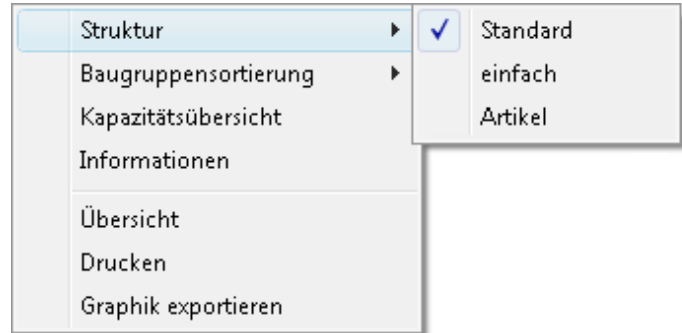 Struktur
Baugruppensortierung
Kapazitätsübersicht
Informationen
Übersicht
Drucken
Graphik exportieren
Standard
einfach
Artikel